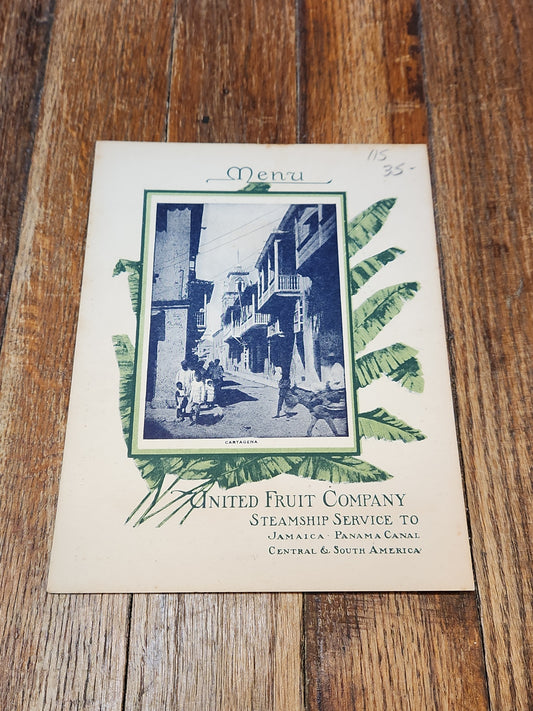 115
35-
Menu
CARTAGENA
UNITED FRUIT COMPANY
STEAMSHIP SERVICE TO
JAMAICA · PANAMA CANAL
CENTRAL & SOUTH AMERICA